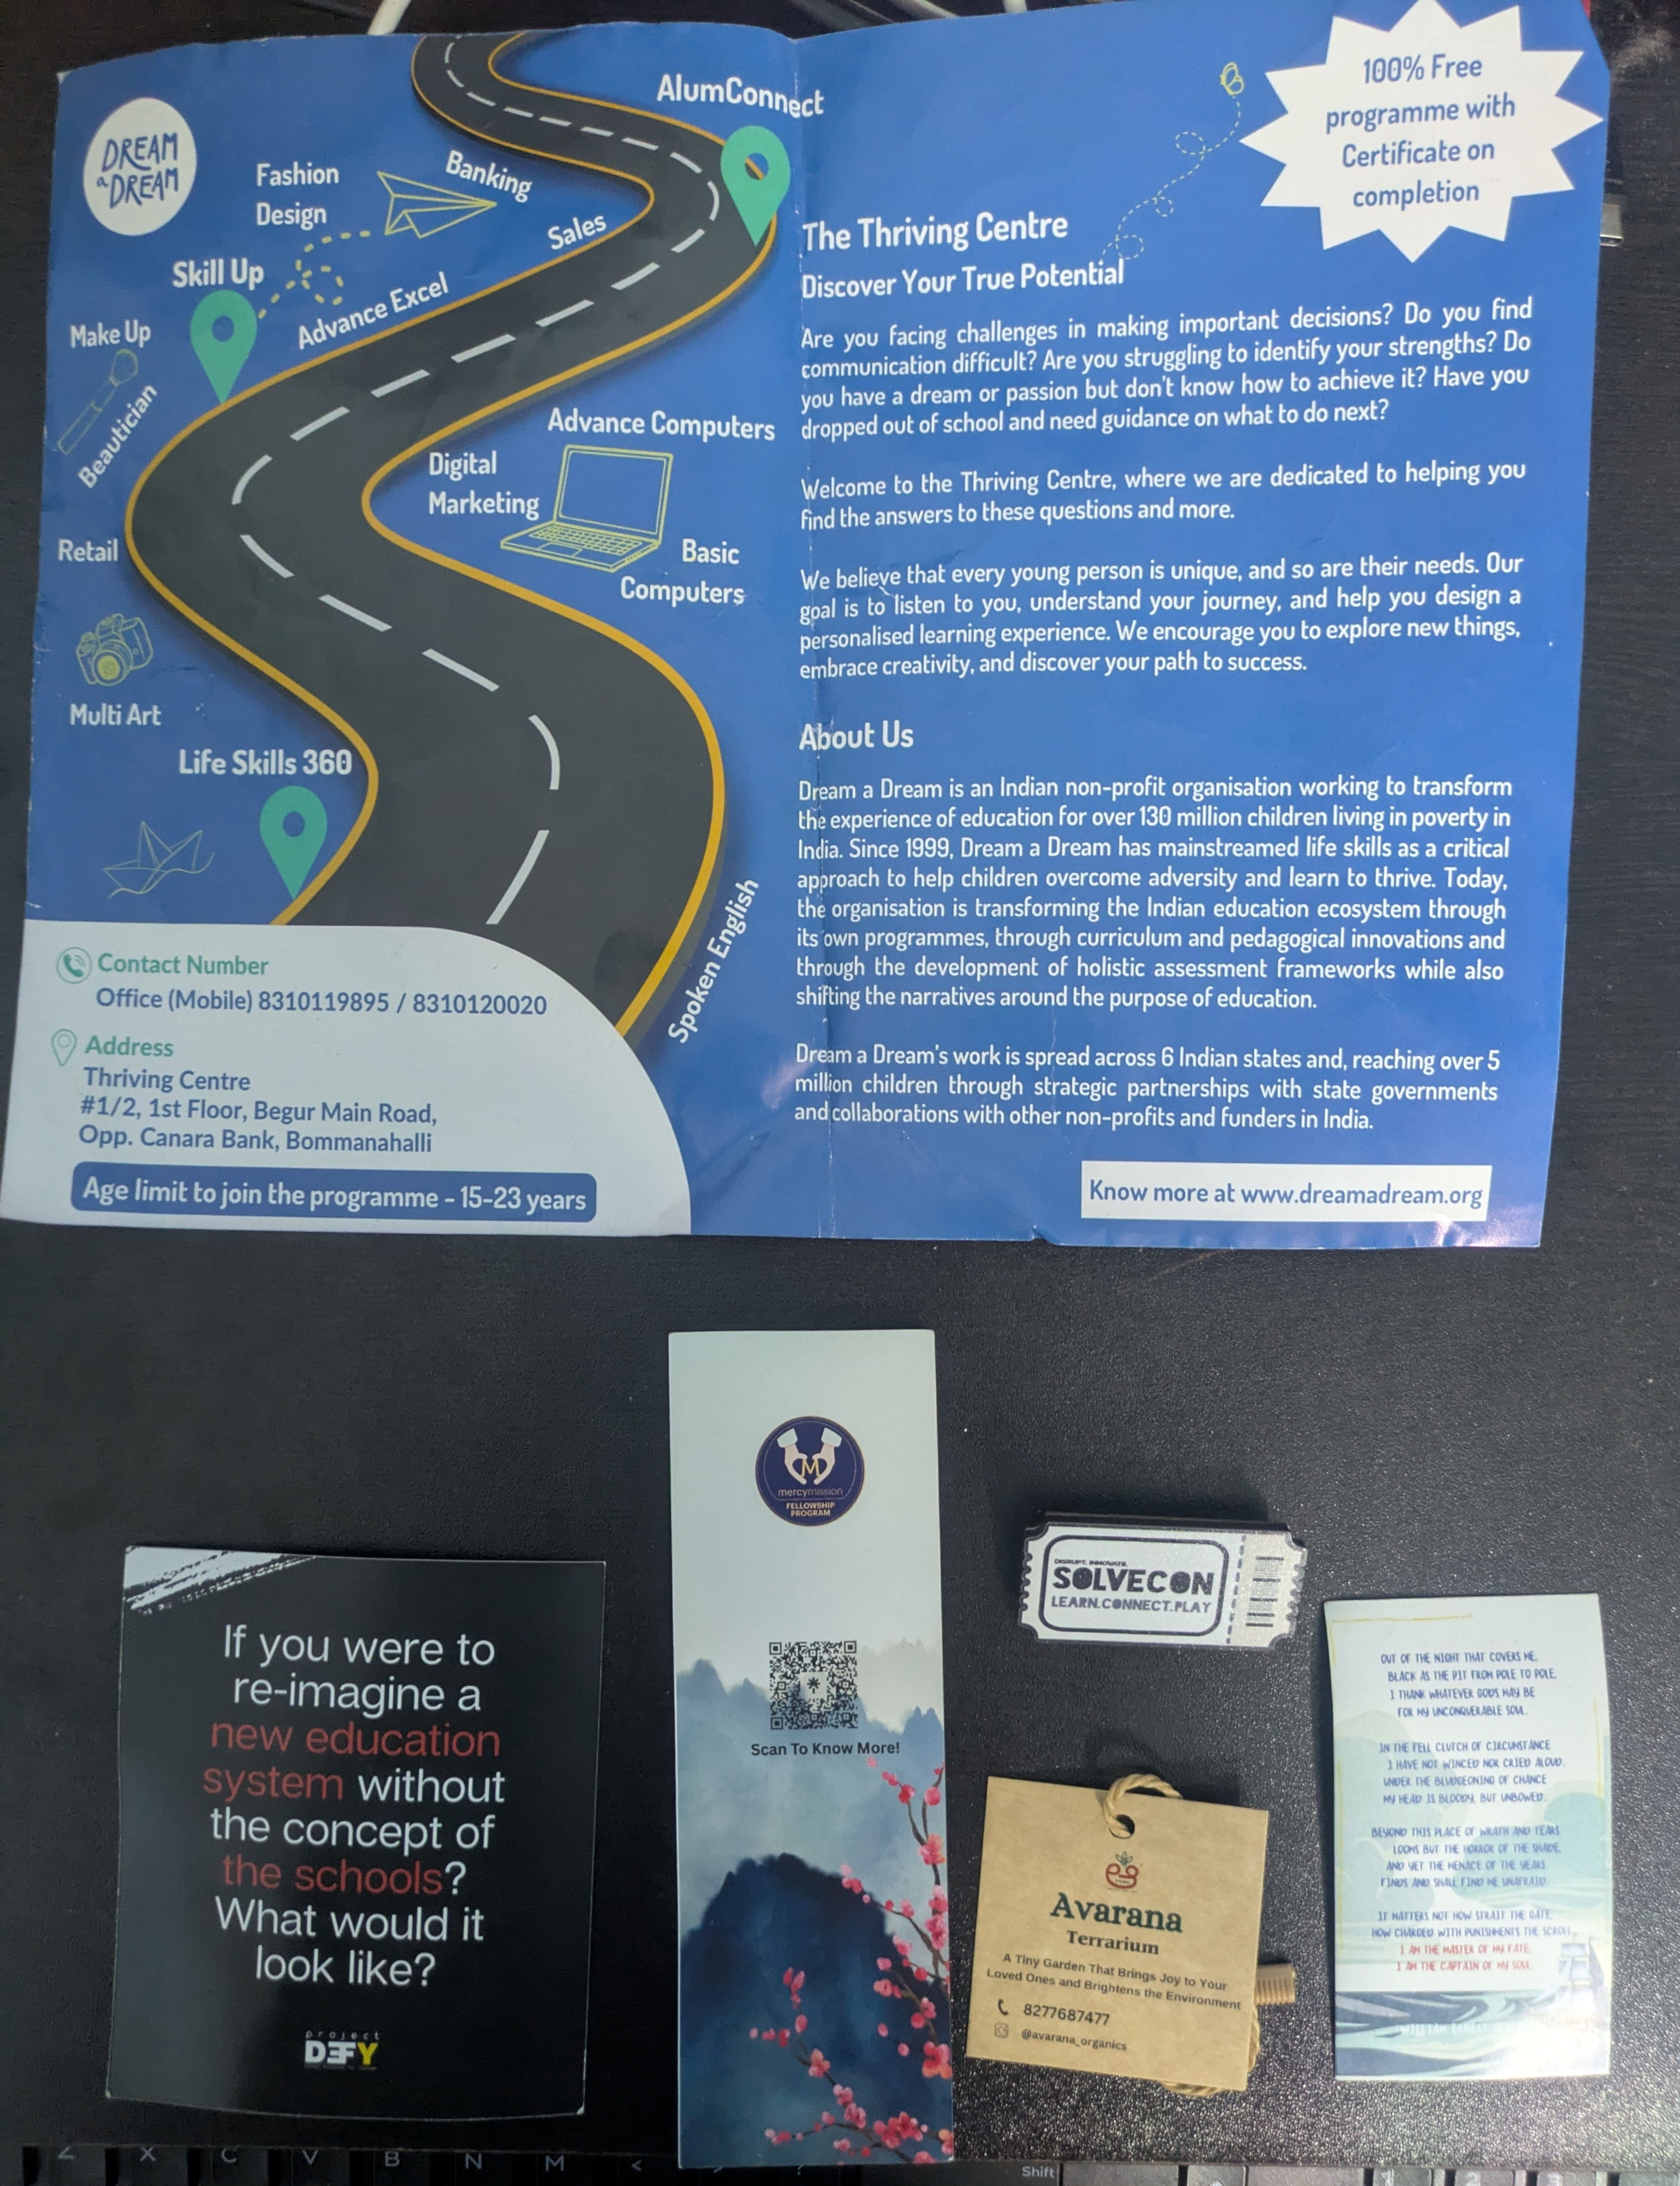 DREAM
a DREAM
AlumConnect
Banking
Fashion
Design
Sales
Skill Up
Advance Excel
Make Up
Beautician
Advance Computers
Digital
Marketing
Basic
Computers
Retail
Multi Art
Life Skills 360
Spoken English
Contact Number
Office (Mobile) 8310119895 / 8310120020
Address
Thriving Centre
#1/2, 1st Floor, Begur Main Road,
Opp. Canara Bank, Bommanahalli
Age limit to join the programme - 15-23 years
100% Free
programme with
Certificate on
completion
The Thriving Centre
Discover Your True Potential
Are you facing challenges in making important decisions? Do you find
communication difficult? Are you struggling to identify your strengths? Do
you have a dream or passion but don't know how to achieve it? Have you
dropped out of school and need guidance on what to do next?
Welcome to the Thriving Centre, where we are dedicated to helping you
find the answers to these questions and more.
We believe that every young person is unique, and so are their needs. Our
goal is to listen to you, understand your journey, and help you design a
personalised learning experience. We encourage you to explore new things,
embrace creativity, and discover your path to success.
About Us
Dream a Dream is an Indian non-profit organisation working to transform
the experience of education for over 130 million children living in poverty in
India. Since 1999, Dream a Dream has mainstreamed life skills as a critical
approach to help children overcome adversity and learn to thrive. Today,
the organisation is transforming the Indian education ecosystem through
its own programmes, through curriculum and pedagogical innovations and
through the development of holistic assessment frameworks while also
shifting the narratives around the purpose of education.
Dream a Dream's work is spread across 6 Indian states and, reaching over 5
million children through strategic partnerships with state governments
and collaborations with other non-profits and funders in India.
Know more at www.dreamadream.org
If you were to
re-imagine a
new education
system without
the concept of
the schools?
What would it
look like?
project
DEFY
M
mercymission
FELLOWSHIP
PROGRAM
Scan To Know More!
DISRUPT. INNOVATE.
SOLVECON
LEARN.CONNECT.PLAY
Avarana
Terrarium
A Tiny Garden That Brings Joy to Your
Loved Ones and Brightens the Environment
8277687477
@avarana_organics
OUT OF THE NIGHT THAT COVERS ME,
BLACK AS THE PIT FROM POLE TO POLE,
I THANK WHATEVER GODS MAY BE
FOR MY UNCONQUERABLE SOUL.
IN THE FELL CLUTCH OF CIRCUMSTANCE
I HAVE NOT WINCED NOR CRIED ALOUD.
UNDER THE BLUDGEONING OF CHANCE
MY HEAD IS BLOODY, BUT UNBOWED.
BEYOND THIS PLACE OF WRATH AND TEARS
LOOMS BUT THE HORROR OF THE SHADE,
AND YET THE MENACE OF THE YEARS
FINDS AND SHALL FIND ME UNAFRAID.
IT MATTERS NOT HOW STRAIT THE GATE,
HOW CHARGED WITH PUNISHMENTS THE SCROLL,
I AM THE MASTER OF MY FATE,
I AM THE CAPTAIN OF MY SOUL.
WILLIAM ERNEST
Z X C V B N M <
Shift
1 2 3